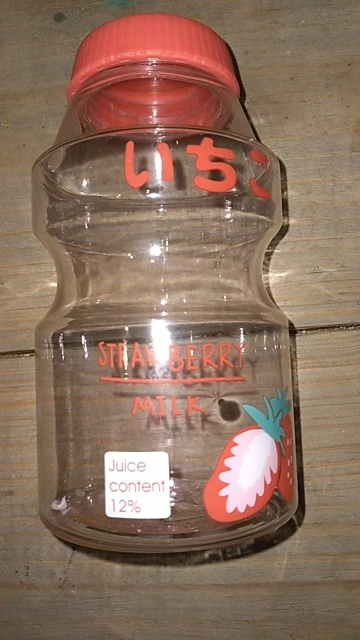 いちご
STRAWBERRY
MILK
Juice
content
12%